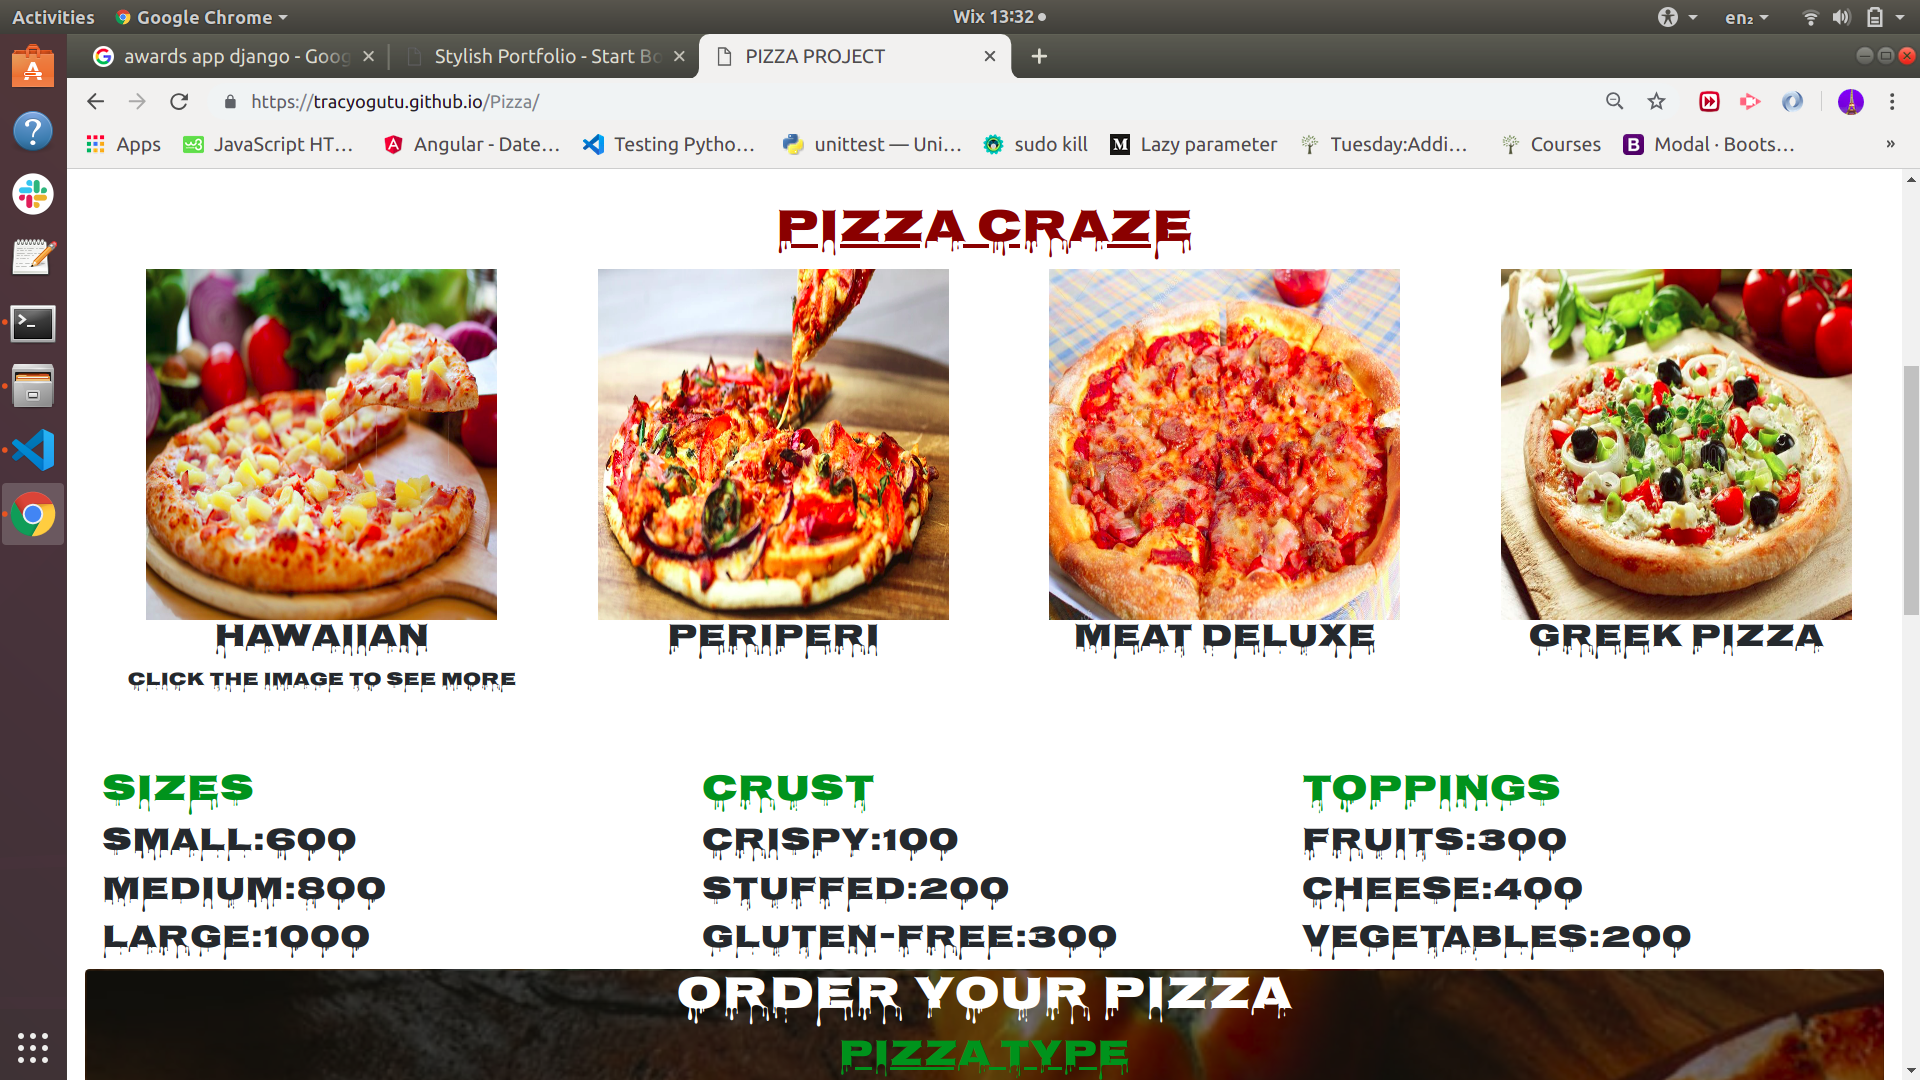 Activities Google Chrome Wix 13:32 en₂
awards app django - Goog Stylish Portfolio - Start Bo PIZZA PROJECT
https://tracyogutu.github.io/Pizza/
Apps JavaScript HT… Angular - Date… Testing Pytho… unittest — Uni… sudo kill Lazy parameter Tuesday:Addi… Courses Modal · Boots… »
PIZZA CRAZE
HAWAIIAN PERIPERI MEAT DELUXE GREEK PIZZA
CLICK THE IMAGE TO SEE MORE
SIZES CRUST TOPPINGS
SMALL:600 CRISPY:100 FRUITS:300
MEDIUM:800 STUFFED:200 CHEESE:400
LARGE:1000 GLUTEN-FREE:300 VEGETABLES:200
ORDER YOUR PIZZA
PIZZA TYPE